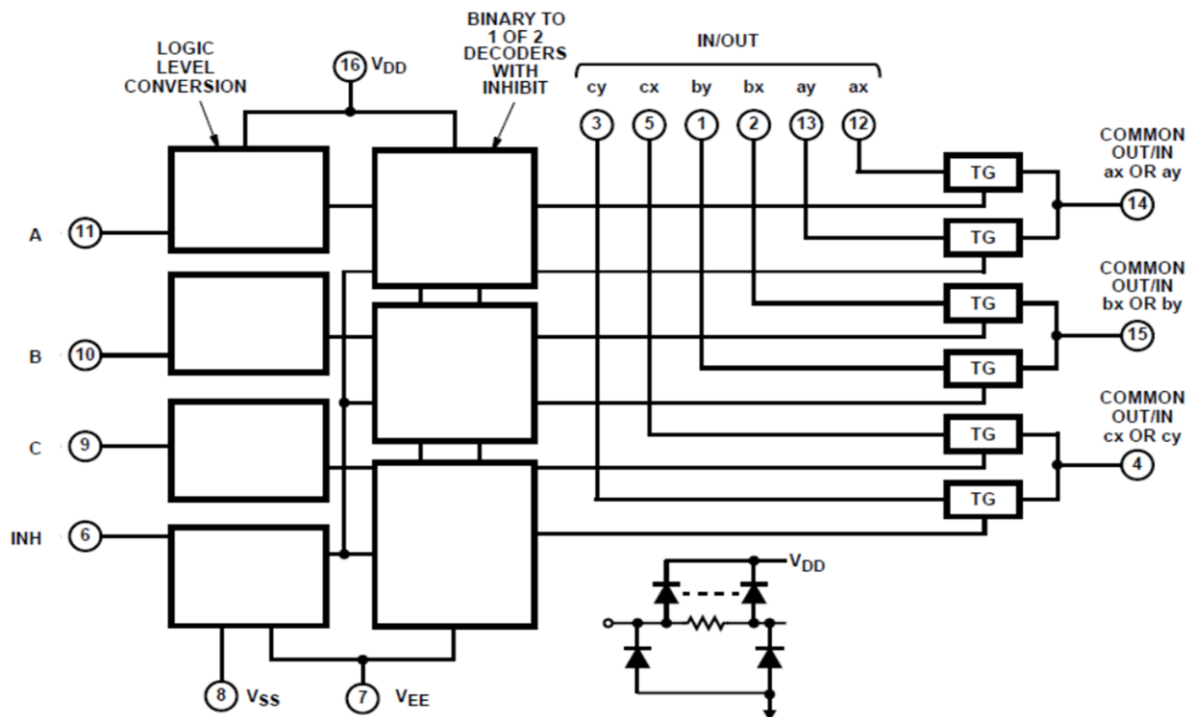 LOGIC
LEVEL
CONVERSION
16 VDD
BINARY TO
1 OF 2
DECODERS
WITH
INHIBIT
IN/OUT
cy cx by bx ay ax
3 5 1 2 13 12
COMMON
OUT/IN
ax OR ay
14
TG
TG
A 11
COMMON
OUT/IN
bx OR by
15
TG
TG
B 10
COMMON
OUT/IN
cx OR cy
4
TG
TG
C 9
INH 6
8 VSS
7 VEE
VDD